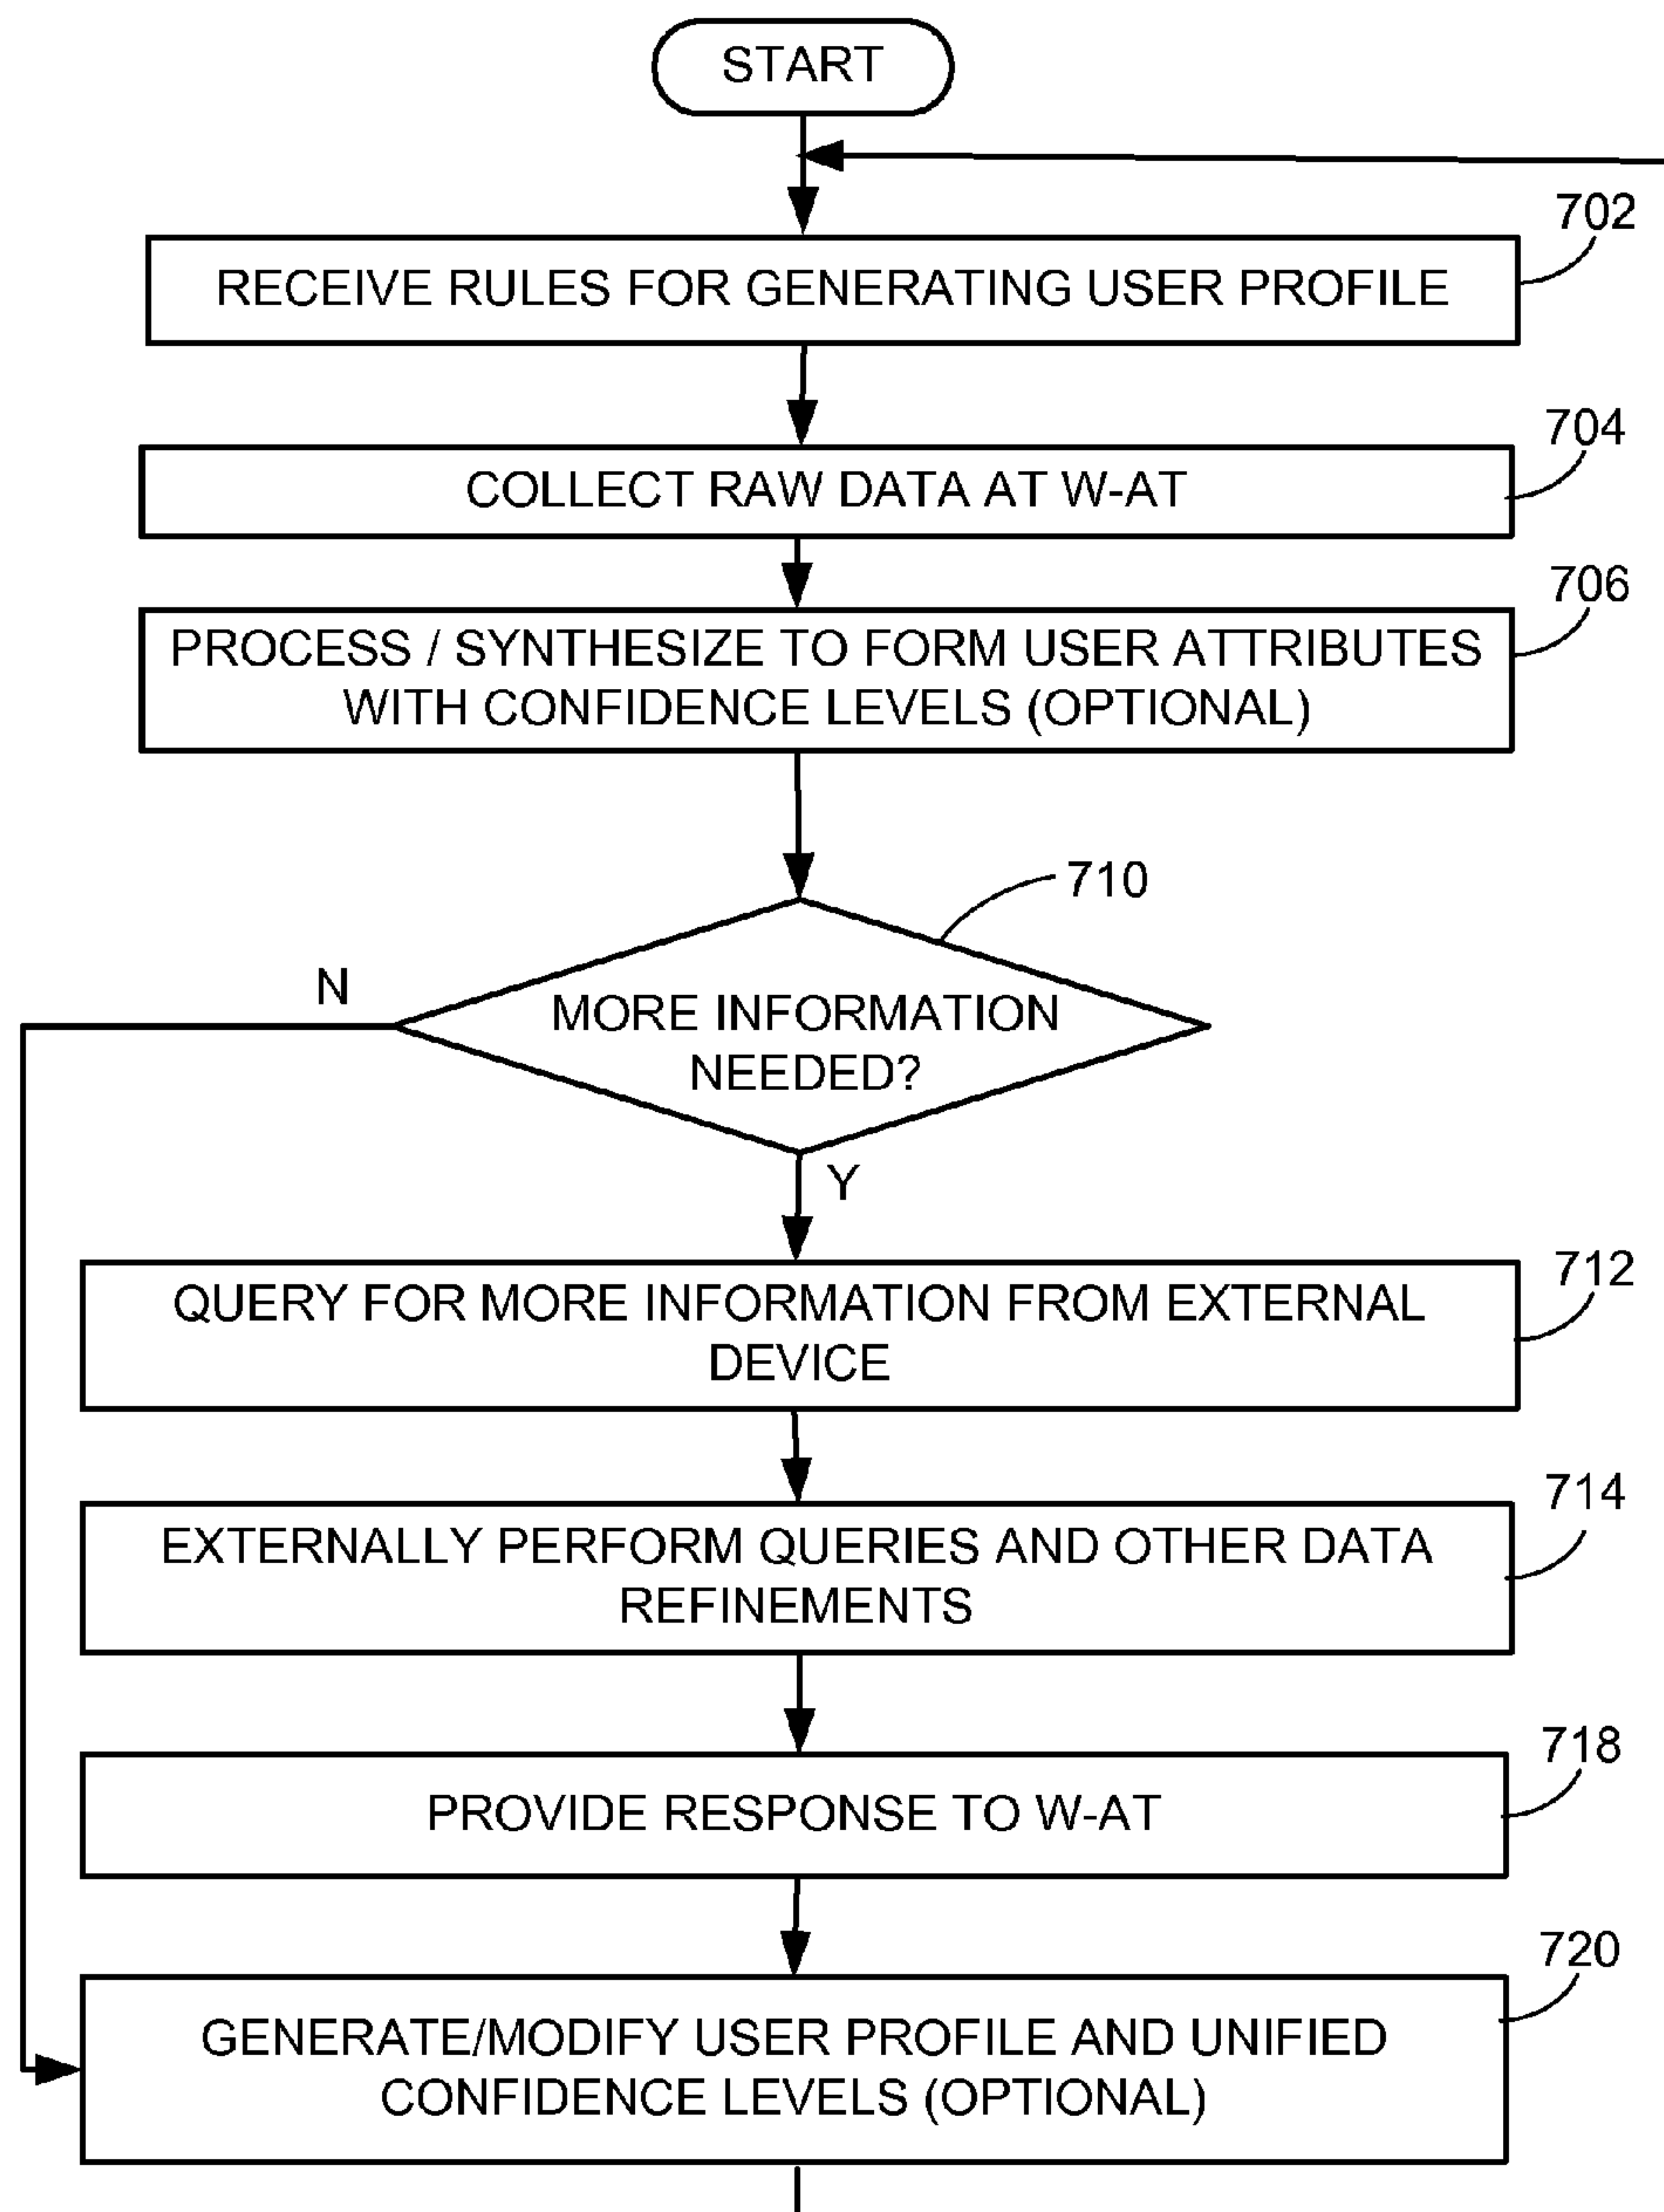 START
702
RECEIVE RULES FOR GENERATING USER PROFILE
704
COLLECT RAW DATA AT W-AT
706
PROCESS / SYNTHESIZE TO FORM USER ATTRIBUTES
WITH CONFIDENCE LEVELS (OPTIONAL)
710
N
MORE INFORMATION
NEEDED?
Y
712
QUERY FOR MORE INFORMATION FROM EXTERNAL
DEVICE
714
EXTERNALLY PERFORM QUERIES AND OTHER DATA
REFINEMENTS
718
PROVIDE RESPONSE TO W-AT
720
GENERATE/MODIFY USER PROFILE AND UNIFIED
CONFIDENCE LEVELS (OPTIONAL)